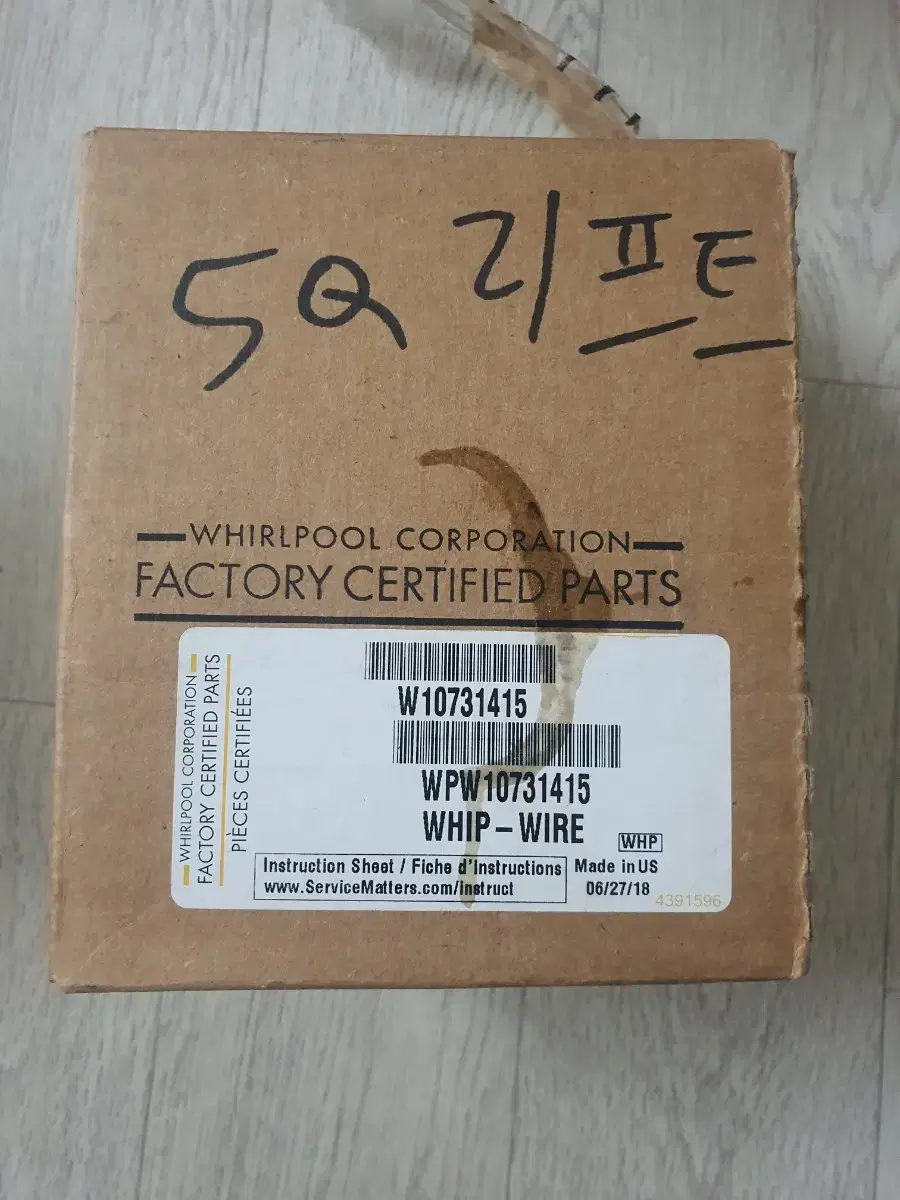 5Q 리프트
WHIRLPOOL CORPORATION
FACTORY CERTIFIED PARTS
WHIRLPOOL CORPORATION
FACTORY CERTIFIED PARTS
PIÈCES CERTIFIÉES
W10731415
WPW10731415
WHIP-WIRE
WHP
Instruction Sheet / Fiche d'Instructions
www.ServiceMatters.com/instruct
Made in US
06/27/18
4391596